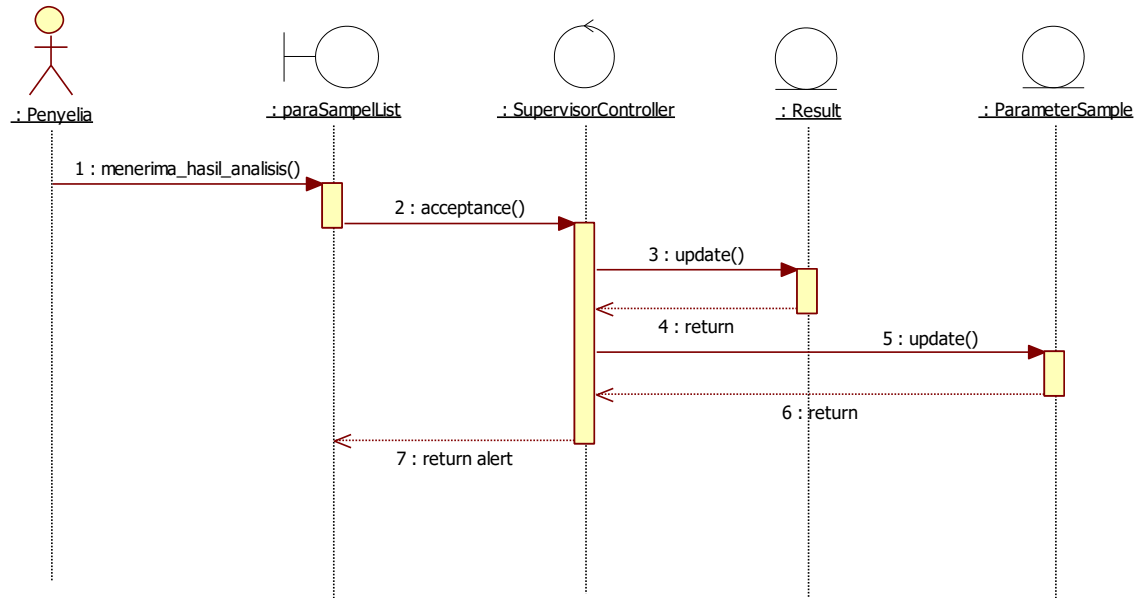 : Penyelia
: paraSampelList
: SupervisorController
: Result
: ParameterSample
1 : menerima_hasil_analisis()
2 : acceptance()
3 : update()
4 : return
5 : update()
6 : return
7 : return alert